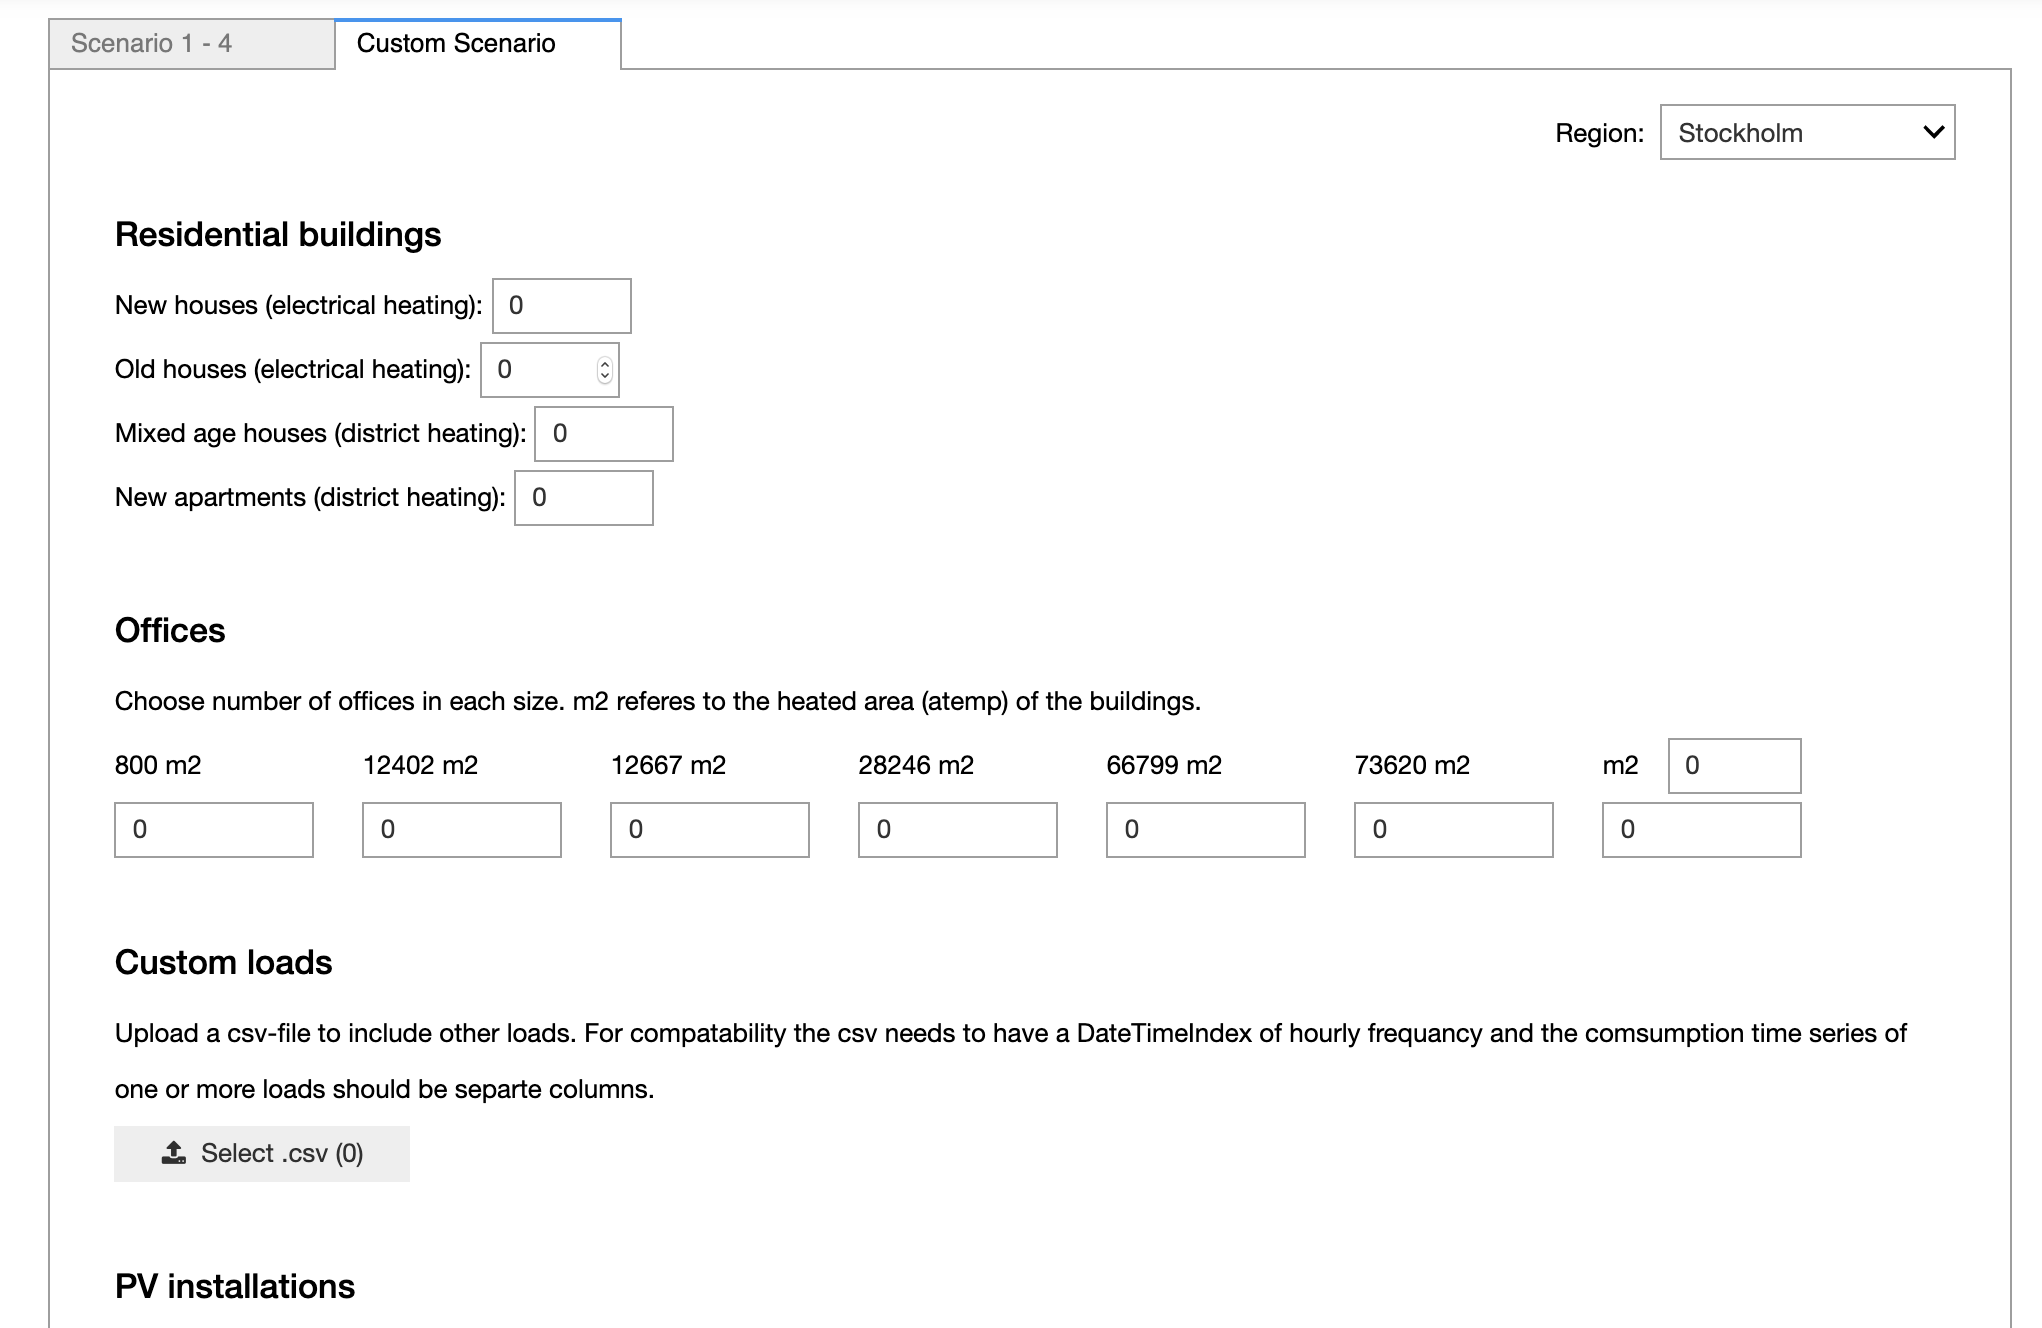 Scenario 1 - 4
Custom Scenario
Region: Stockholm
Residential buildings
New houses (electrical heating): 0
Old houses (electrical heating): 0
Mixed age houses (district heating): 0
New apartments (district heating): 0
Offices
Choose number of offices in each size. m2 referes to the heated area (atemp) of the buildings.
800 m2 12402 m2 12667 m2 28246 m2 66799 m2 73620 m2 m2 0
0 0 0 0 0 0 0
Custom loads
Upload a csv-file to include other loads. For compatability the csv needs to have a DateTimeIndex of hourly frequancy and the comsumption time series of
one or more loads should be separte columns.
Select .csv (0)
PV installations